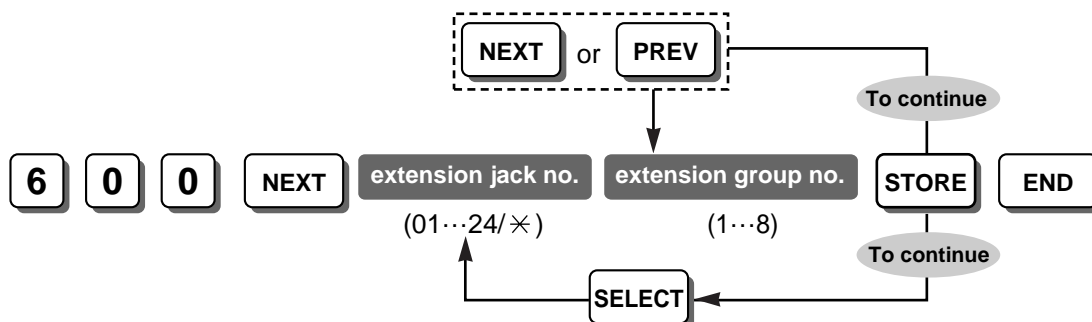 NEXT or PREV
To continue
6 0 0 NEXT extension jack no. extension group no. STORE END
(01···24/✳) (1···8)
To continue
SELECT